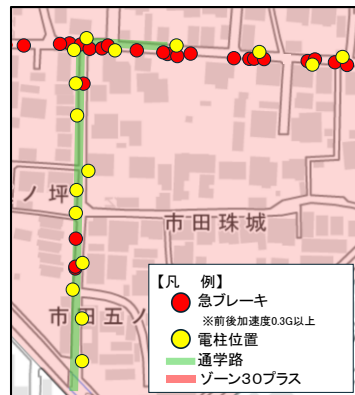 ノ坪
市田珠城
市田五ノ
【凡　例】
急ブレーキ
※前後加速度0.3G以上
電柱位置
通学路
ゾーン30プラス